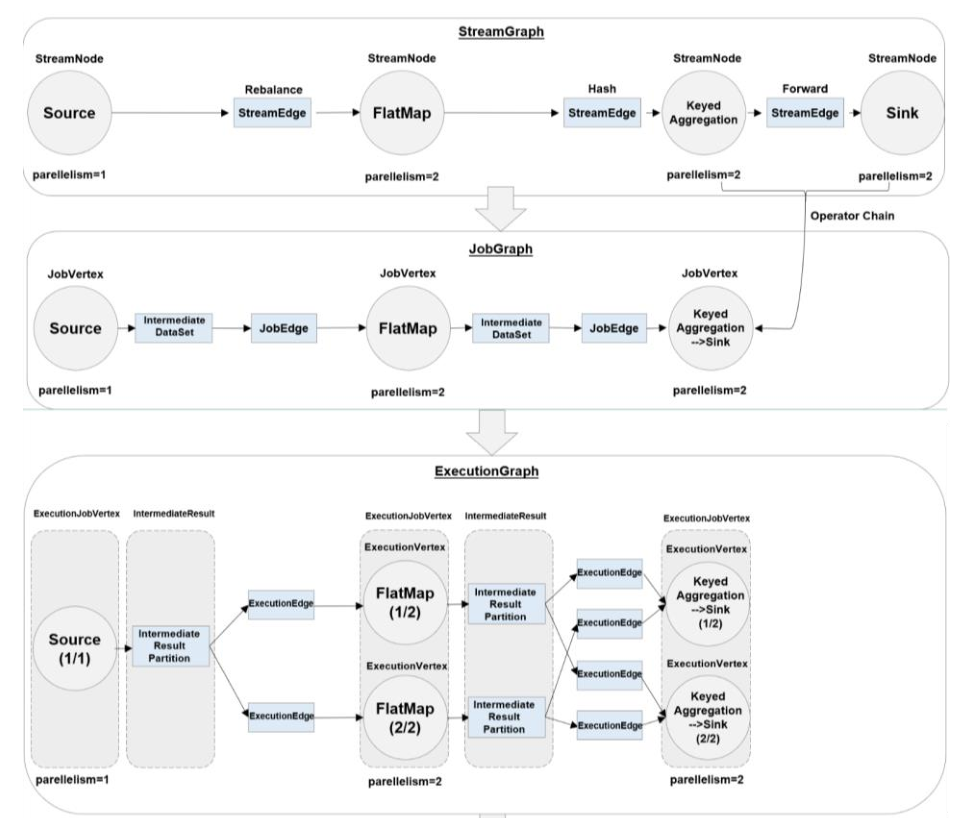 StreamGraph
StreamNode
StreamNode
StreamNode
StreamNode
Source
Rebalance
StreamEdge
FlatMap
Hash
StreamEdge
Keyed
Aggregation
Forward
StreamEdge
Sink
parellelism=1
parellelism=2
parellelism=2
parellelism=2
Operator Chain
JobGraph
JobVertex
JobVertex
JobVertex
Source
Intermediate
DataSet
JobEdge
FlatMap
Intermediate
DataSet
JobEdge
Keyed
Aggregation
-->Sink
parellelism=1
parellelism=2
parellelism=2
ExecutionGraph
ExecutionJobVertex
IntermediateResult
ExecutionJobVertex
IntermediateResult
ExecutionJobVertex
Source
(1/1)
Intermediate
Result
Partition
ExecutionEdge
ExecutionEdge
ExecutionVertex
FlatMap
(1/2)
ExecutionVertex
FlatMap
(2/2)
Intermediate
Result
Partition
Intermediate
Result
Partition
ExecutionEdge
ExecutionEdge
ExecutionEdge
ExecutionEdge
ExecutionVertex
Keyed
Aggregation
-->Sink
(1/2)
ExecutionVertex
Keyed
Aggregation
-->Sink
(2/2)
parellelism=1
parellelism=2
parellelism=2